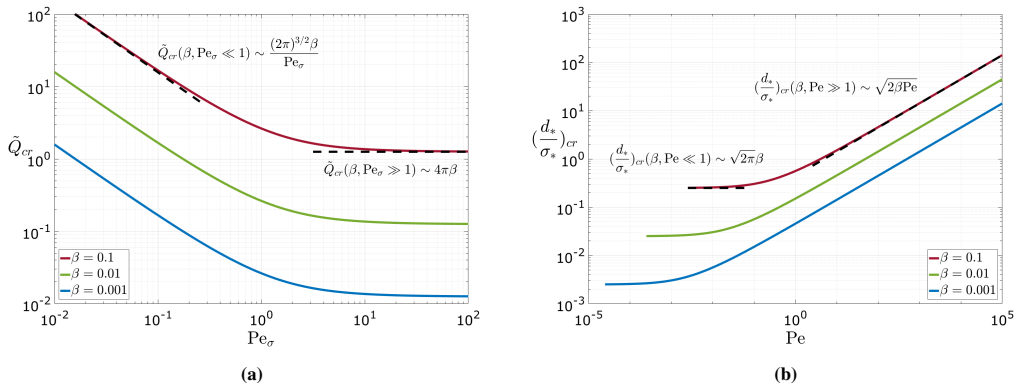 10^2
10^1
10^0
10^-1
10^-2
Q̃_cr
Q̃_cr(β, Pe_σ ≪ 1) ∼ (2π)^{3/2}β / Pe_σ
Q̃_cr(β, Pe_σ ≫ 1) ∼ 4πβ
β = 0.1
β = 0.01
β = 0.001
10^-2 10^-1 10^0 10^1 10^2
Pe_σ
(a)
10^3
10^2
10^1
10^0
10^-1
10^-2
10^-3
(d_*/σ_*)_cr
(d_*/σ_*)_cr(β, Pe ≫ 1) ∼ √(2βPe)
(d_*/σ_*)_cr(β, Pe ≪ 1) ∼ √(2π)β
β = 0.1
β = 0.01
β = 0.001
10^-5 10^0 10^5
Pe
(b)